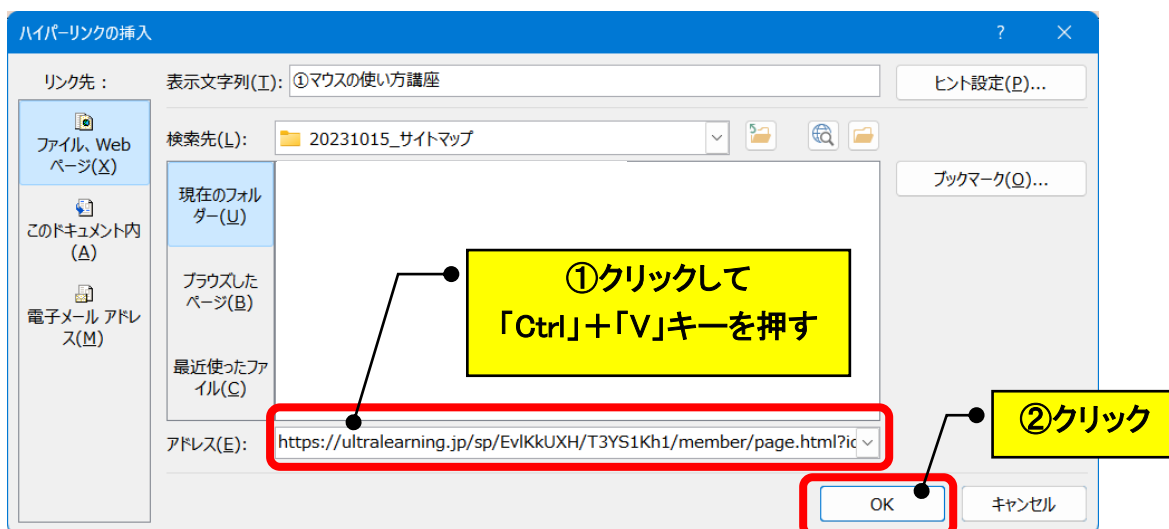 ハイパーリンクの挿入
?
リンク先：
表示文字列(T):
①マウスの使い方講座
ヒント設定(P)...
ファイル、Web
ページ(X)
検索先(L):
20231015_サイトマップ
ブックマーク(O)...
現在のフォル
ダー(U)
このドキュメント内
(A)
ブラウズした
ページ(B)
電子メール アドレ
ス(M)
最近使ったファ
イル(C)
①クリックして
「Ctrl」＋「V」キーを押す
アドレス(E):
https://ultralearning.jp/sp/EvlKkUXH/T3YS1Kh1/member/page.html?ic
②クリック
OK
キャンセル